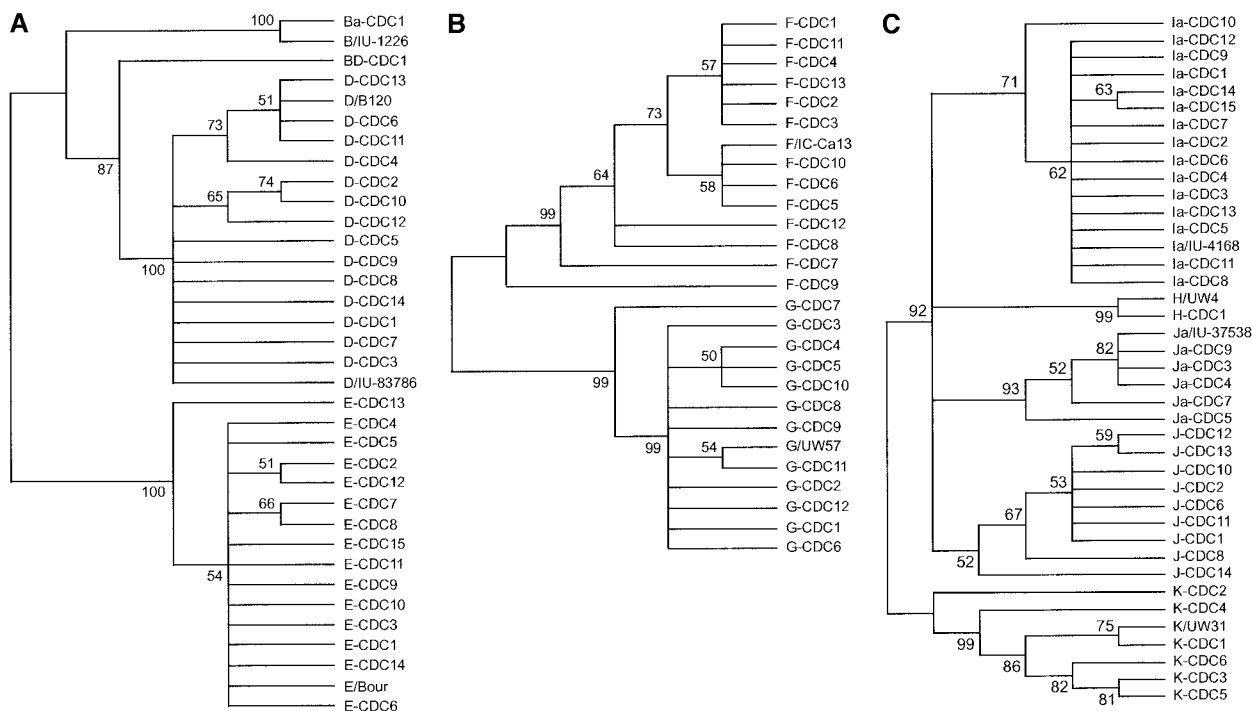 A
100
Ba-CDC1
B/IU-1226
BD-CDC1
D-CDC13
51
D/B120
D-CDC6
73
D-CDC11
D-CDC4
87
74
D-CDC2
65
D-CDC10
D-CDC12
D-CDC5
D-CDC9
100
D-CDC8
D-CDC14
D-CDC1
D-CDC7
D-CDC3
D/IU-83786
E-CDC13
E-CDC4
E-CDC5
51
E-CDC2
E-CDC12
100
66
E-CDC7
E-CDC8
E-CDC15
E-CDC11
54
E-CDC9
E-CDC10
E-CDC3
E-CDC1
E-CDC14
E/Bour
E-CDC6
B
F-CDC1
F-CDC11
57
F-CDC4
F-CDC13
F-CDC2
73
F-CDC3
F/IC-Ca13
F-CDC10
64
58
F-CDC6
F-CDC5
99
F-CDC12
F-CDC8
F-CDC7
F-CDC9
G-CDC7
G-CDC3
G-CDC4
50
G-CDC5
99
G-CDC10
G-CDC8
G-CDC9
99
54
G/UW57
G-CDC11
G-CDC2
G-CDC12
G-CDC1
G-CDC6
C
Ia-CDC10
Ia-CDC12
Ia-CDC9
71
Ia-CDC1
63
Ia-CDC14
Ia-CDC15
Ia-CDC7
Ia-CDC2
Ia-CDC6
62
Ia-CDC4
Ia-CDC3
Ia-CDC13
Ia-CDC5
Ia/IU-4168
Ia-CDC11
Ia-CDC8
92
H/UW4
99
H-CDC1
Ja/IU-37538
82
Ja-CDC9
52
Ja-CDC3
93
Ja-CDC4
Ja-CDC7
Ja-CDC5
59
J-CDC12
J-CDC13
J-CDC10
53
J-CDC2
J-CDC6
67
J-CDC11
J-CDC1
52
J-CDC8
J-CDC14
K-CDC2
K-CDC4
99
75
K/UW31
K-CDC1
86
K-CDC6
82
K-CDC3
81
K-CDC5